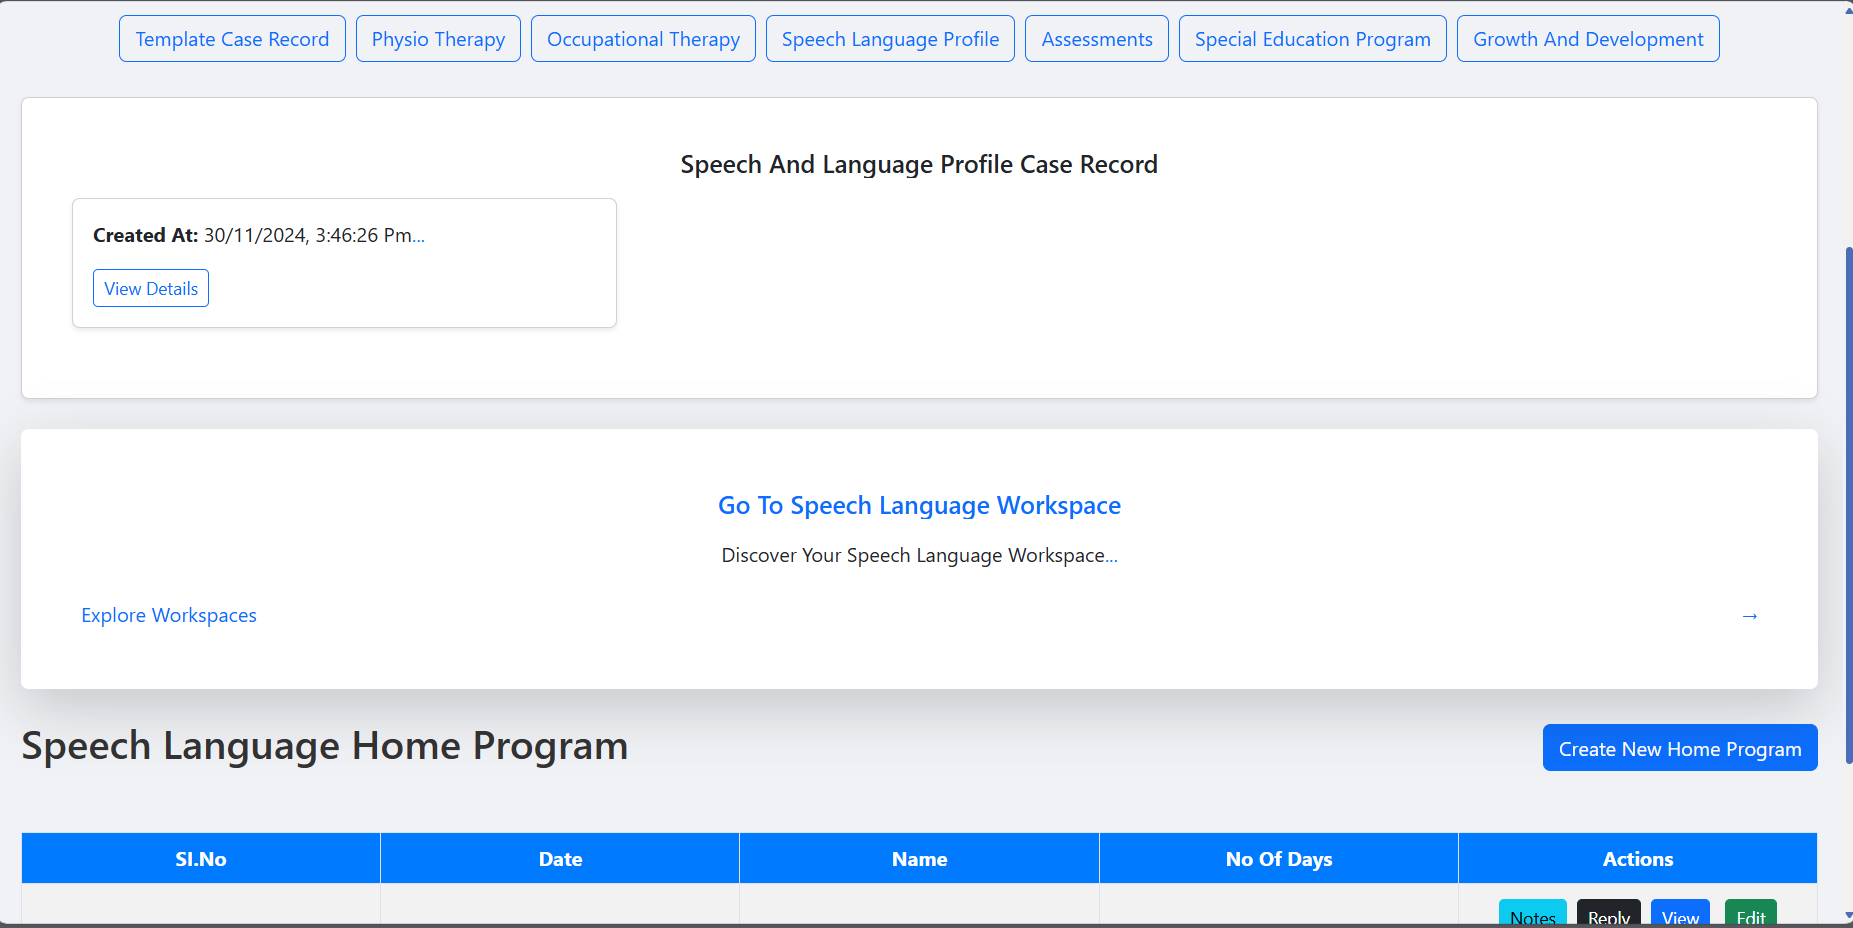 Template Case Record Physio Therapy Occupational Therapy Speech Language Profile Assessments Special Education Program Growth And Development
Speech And Language Profile Case Record
Created At: 30/11/2024, 3:46:26 Pm...
View Details
Go To Speech Language Workspace
Discover Your Speech Language Workspace...
Explore Workspaces →
Speech Language Home Program
Create New Home Program
Sl.No Date Name No Of Days Actions
Notes Reply View Edit